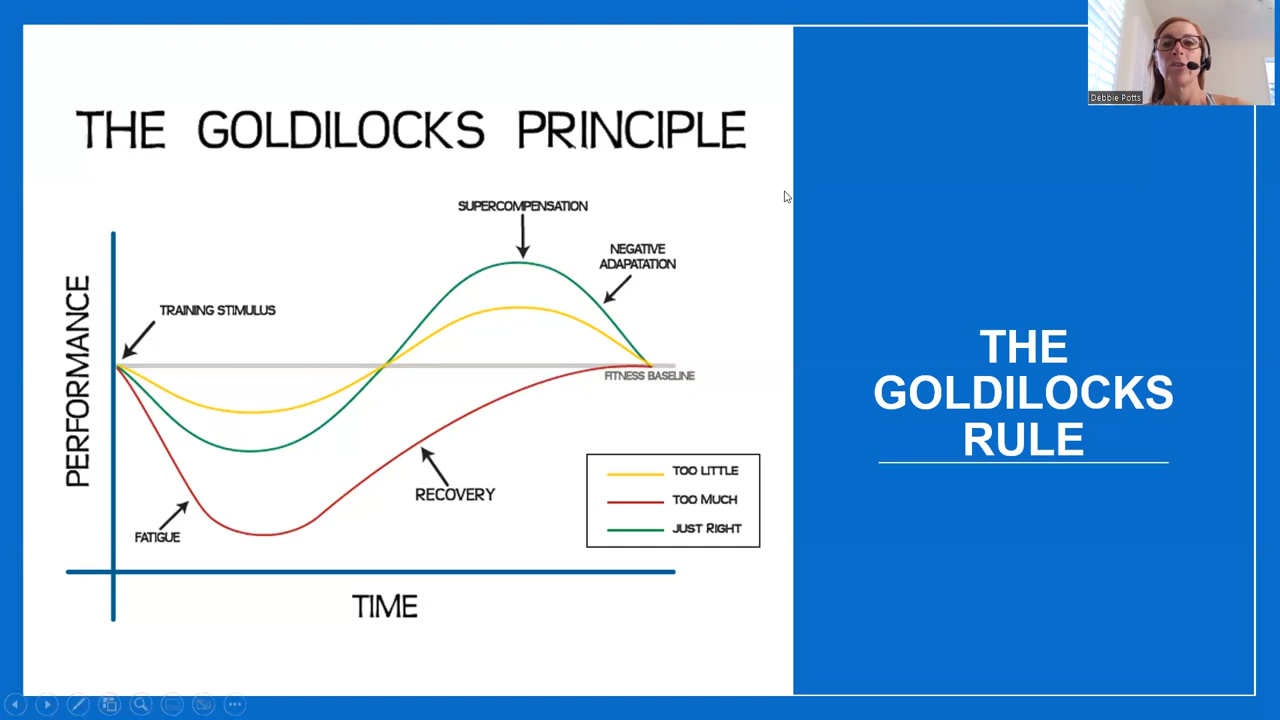 THE GOLDILOCKS PRINCIPLE
SUPERCOMPENSATION
NEGATIVE
ADAPATATION
TRAINING STIMULUS
PERFORMANCE
FITNESS BASELINE
RECOVERY
FATIGUE
TOO LITTLE
TOO MUCH
JUST RIGHT
TIME
THE
GOLDILOCKS
RULE
Debbie Potts